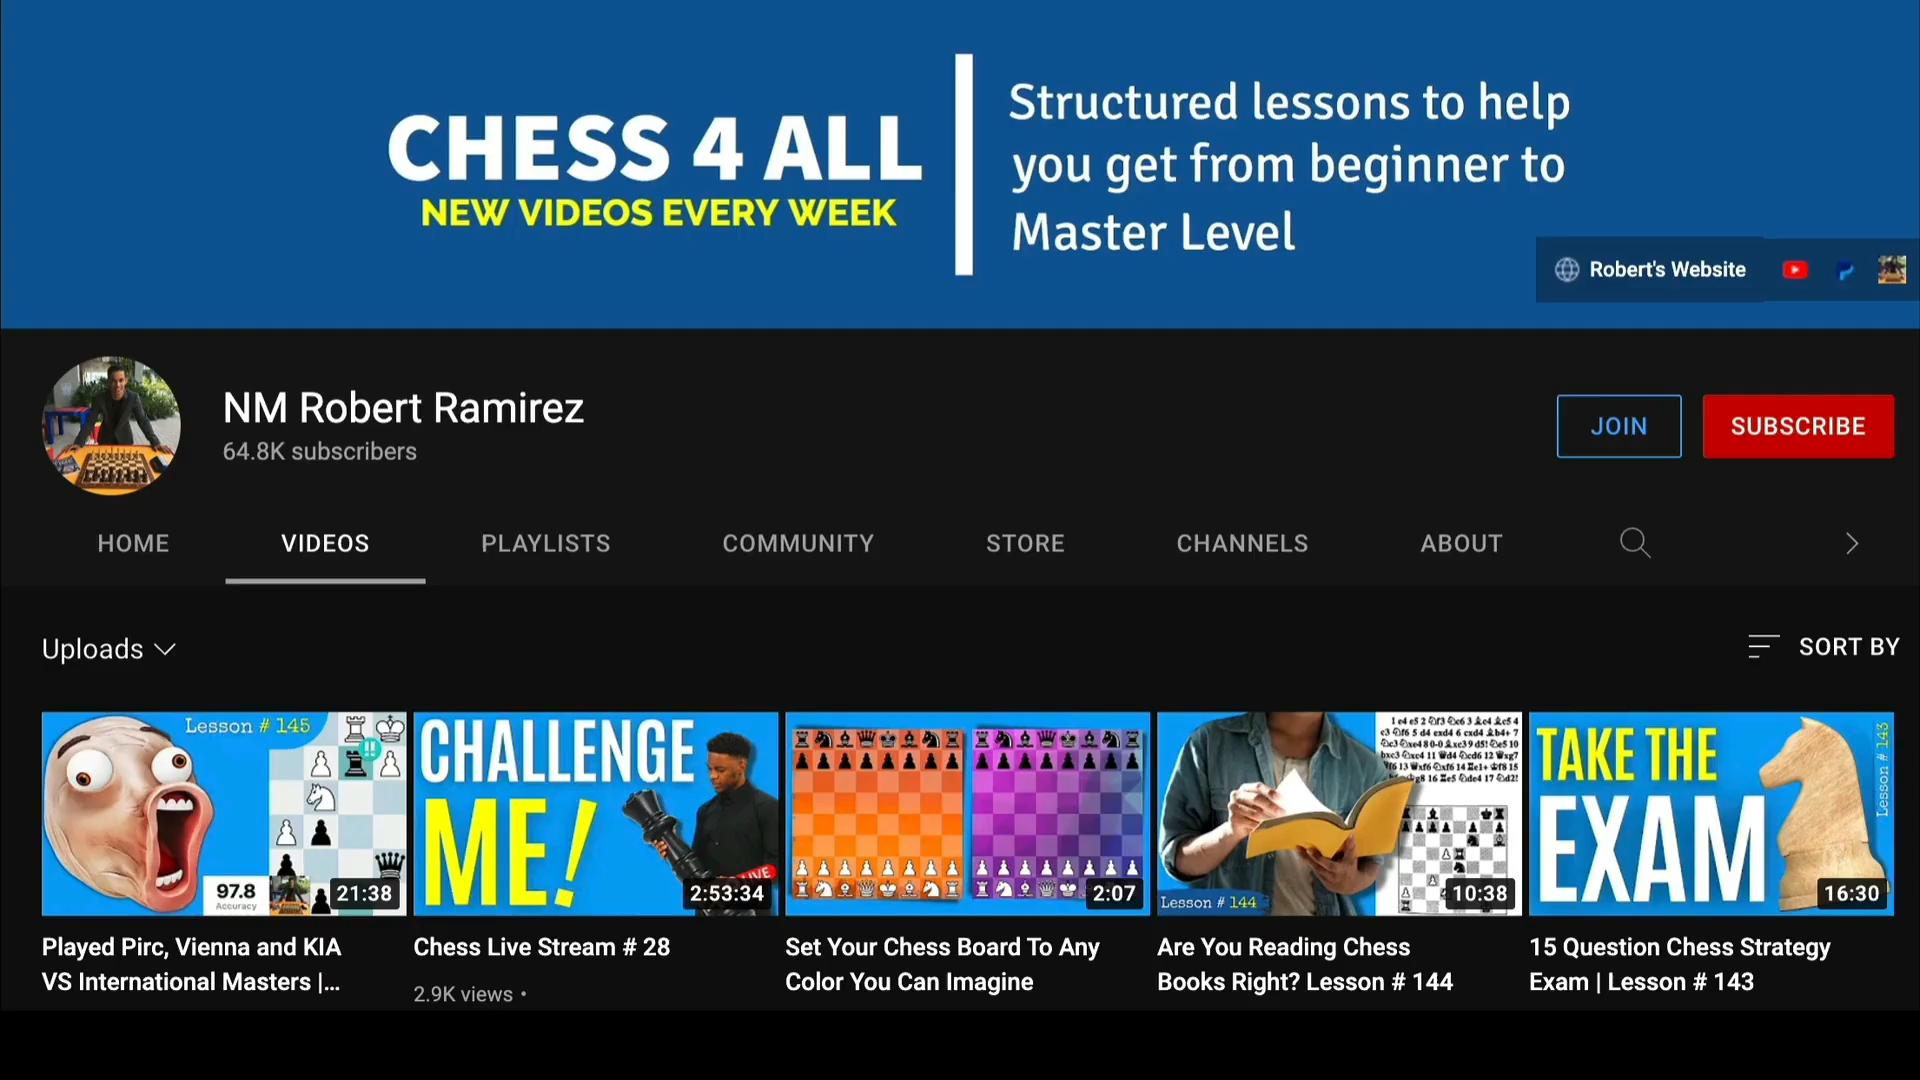 CHESS 4 ALL
NEW VIDEOS EVERY WEEK
Structured lessons to help
you get from beginner to
Master Level
Robert's Website
NM Robert Ramirez
64.8K subscribers
JOIN
SUBSCRIBE
HOME
VIDEOS
PLAYLISTS
COMMUNITY
STORE
CHANNELS
ABOUT
Uploads
SORT BY
Lesson # 145
97.8
Accuracy
21:38
CHALLENGE
ME!
LIVE
2:53:34
2:07
Lesson # 144
10:38
TAKE THE
EXAM
Lesson # 143
16:30
Played Pirc, Vienna and KIA
VS International Masters |...
Chess Live Stream # 28
2.9K views •
Set Your Chess Board To Any
Color You Can Imagine
Are You Reading Chess
Books Right? Lesson # 144
15 Question Chess Strategy
Exam | Lesson # 143